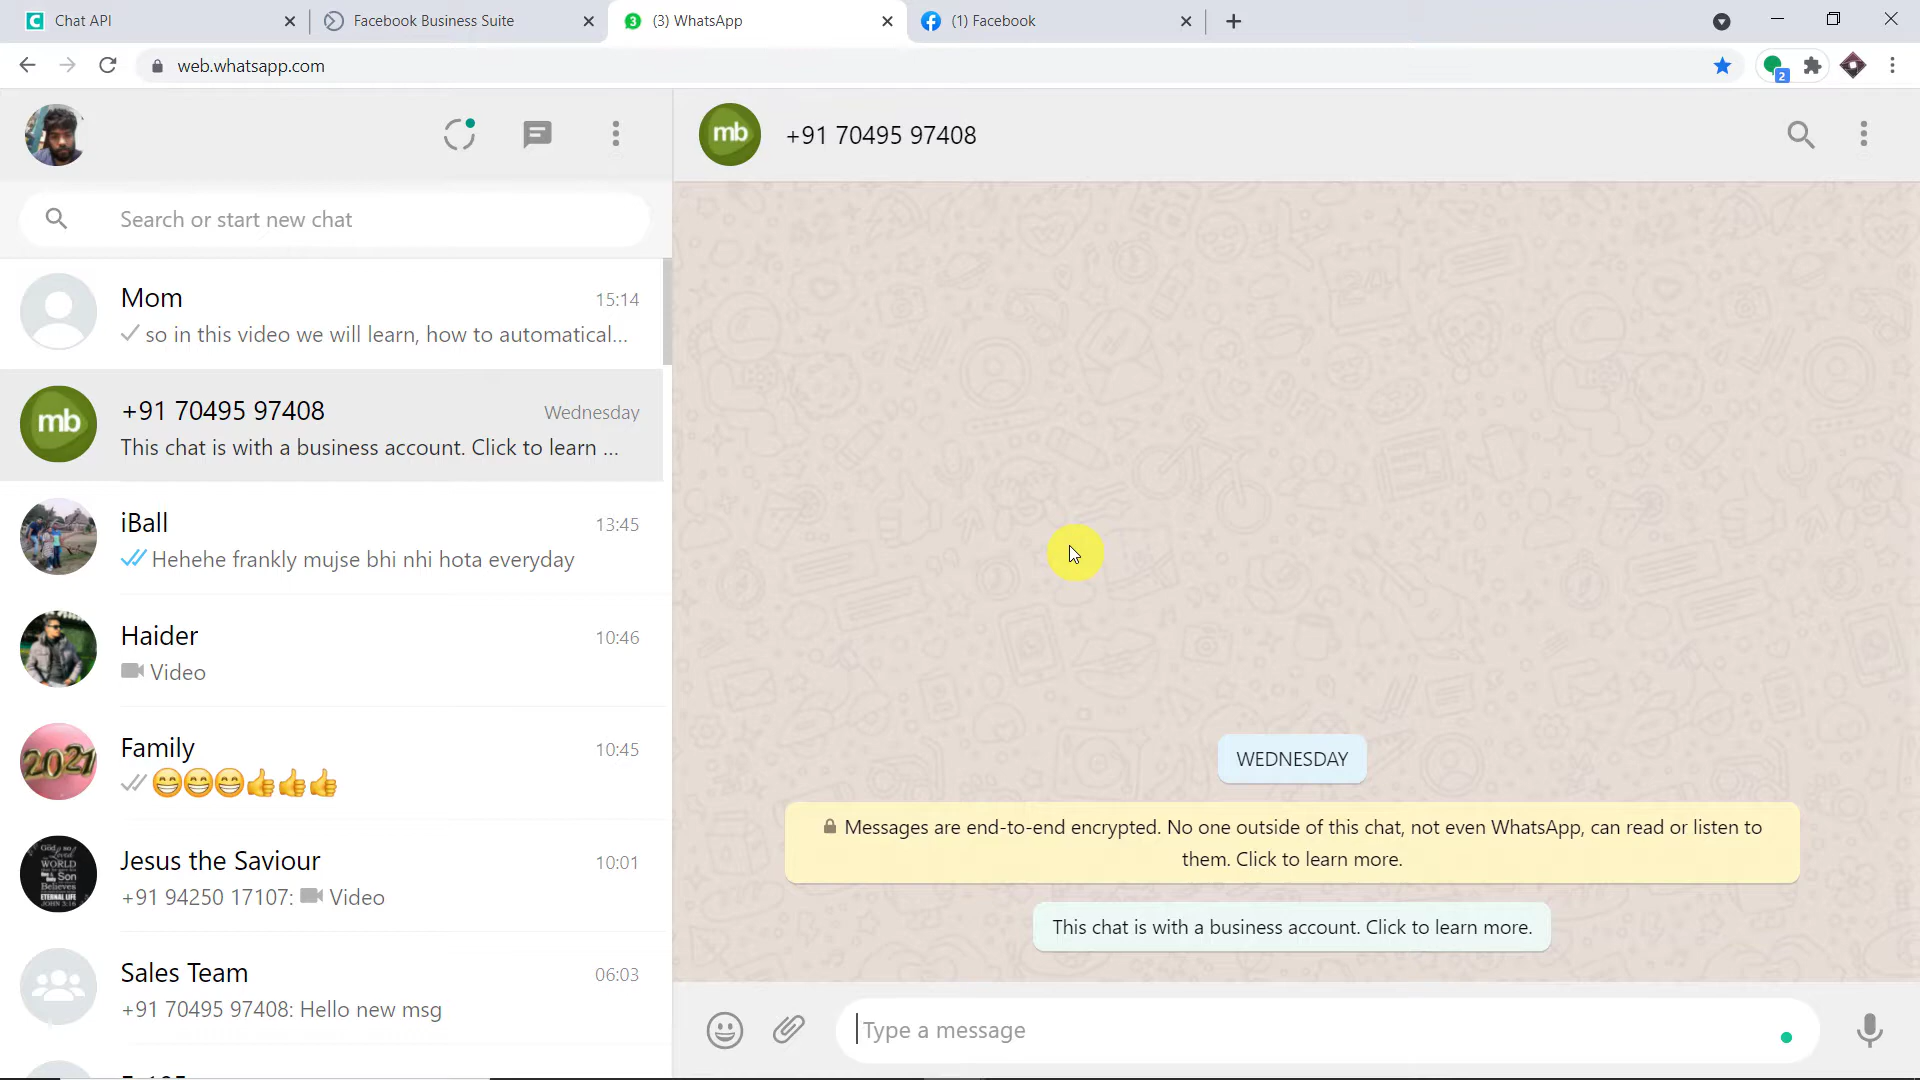 Chat API
Facebook Business Suite
(3) WhatsApp
(1) Facebook
web.whatsapp.com
2
mb
+91 70495 97408
Search or start new chat
Mom
15:14
so in this video we will learn, how to automatical...
mb
+91 70495 97408
Wednesday
This chat is with a business account. Click to learn ...
iBall
13:45
Hehehe frankly mujse bhi nhi hota everyday
Haider
10:46
Video
Family
10:45
😁😁😁👍👍👍
2021
Jesus the Saviour
10:01
+91 94250 17107: Video
Sales Team
06:03
+91 70495 97408: Hello new msg
WEDNESDAY
Messages are end-to-end encrypted. No one outside of this chat, not even WhatsApp, can read or listen to
them. Click to learn more.
This chat is with a business account. Click to learn more.
Type a message